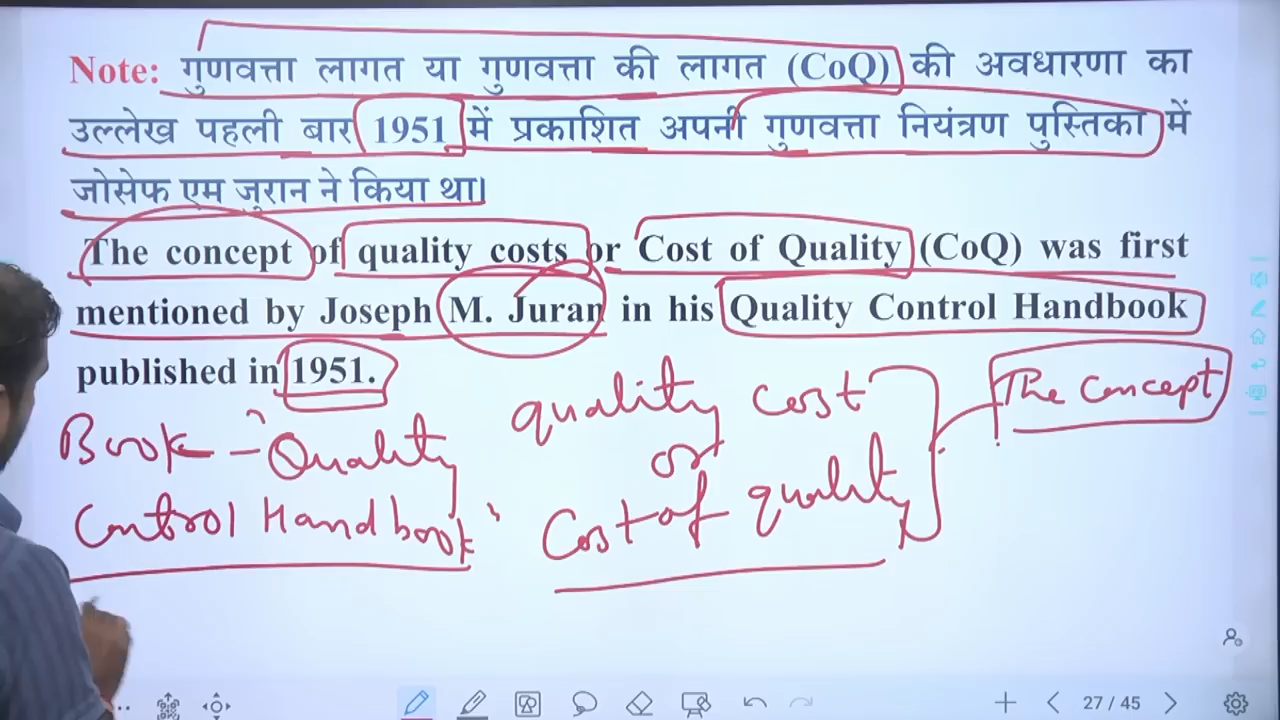 Note: गुणवत्ता लागत या गुणवत्ता की लागत (CoQ) की अवधारणा का
उल्लेख पहली बार 1951 में प्रकाशित अपनी गुणवत्ता नियंत्रण पुस्तिका में
जोसेफ एम जूरान ने किया था।
The concept of quality costs or Cost of Quality (CoQ) was first
mentioned by Joseph M. Juran in his Quality Control Handbook
published in 1951.
The concept
quality cost
or
Cost of quality
Book - "Quality
Control Handbook"
27 / 45